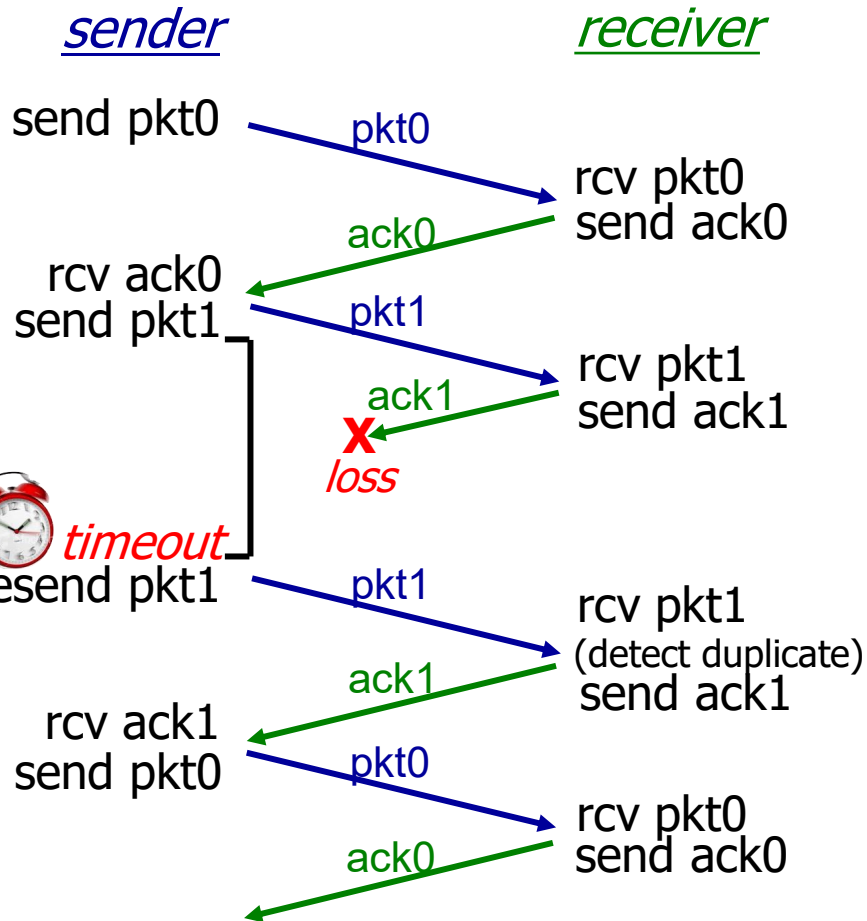 sender receiver
send pkt0
pkt0
rcv pkt0
send ack0
ack0
rcv ack0
send pkt1
pkt1
rcv pkt1
send ack1
ack1
X
loss
timeout
esend pkt1
pkt1
rcv pkt1
(detect duplicate)
send ack1
ack1
rcv ack1
send pkt0
pkt0
rcv pkt0
send ack0
ack0